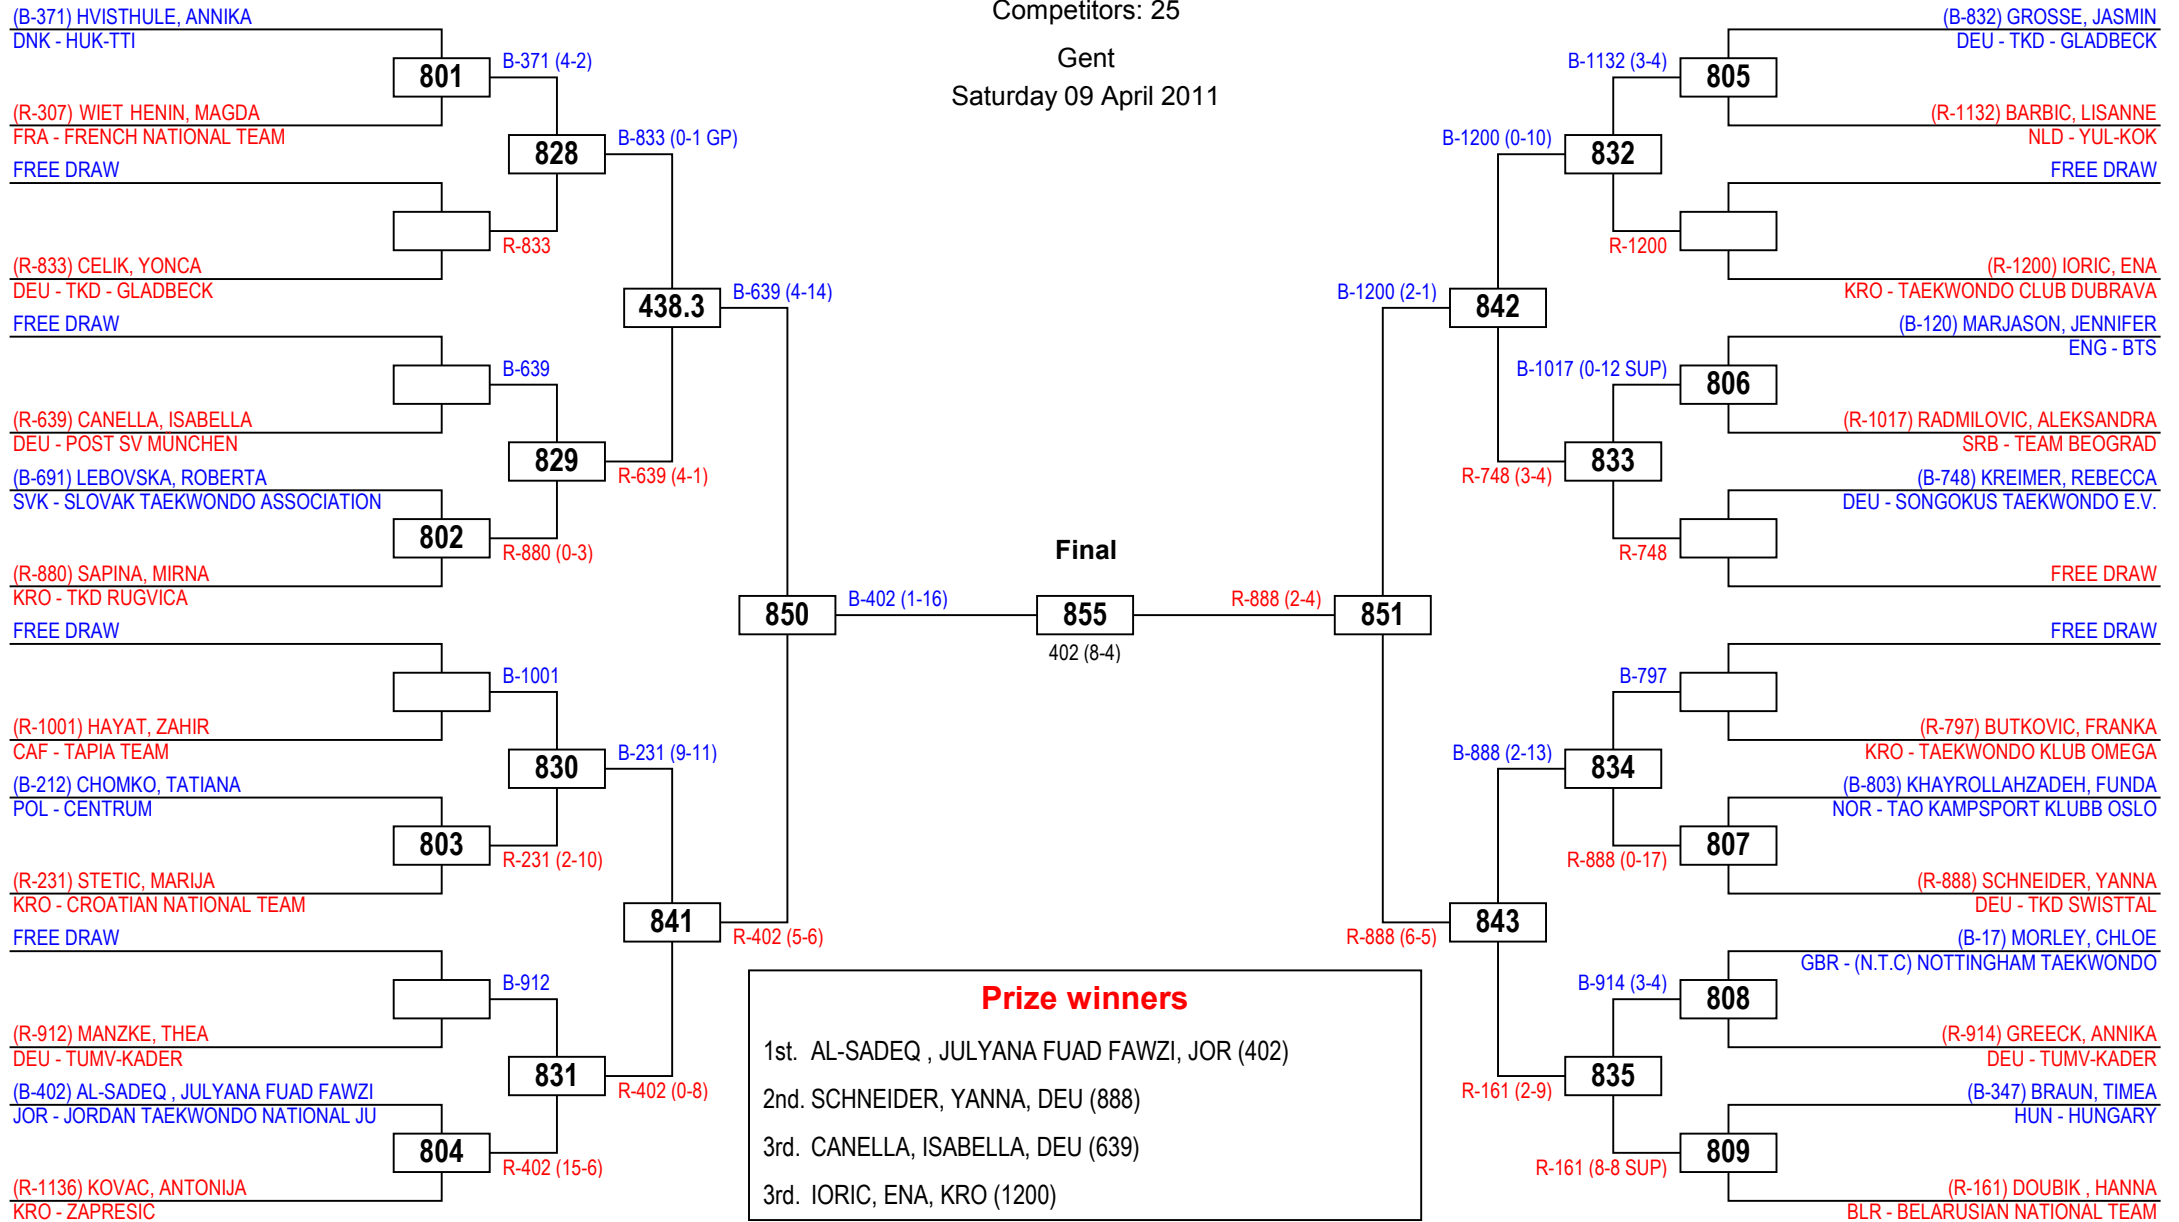 Competitors: 25
Gent
Saturday 09 April 2011
(B-371) HVISTHULE, ANNIKA
DNK - HUK-TTI
801
B-371 (4-2)
(R-307) WIET HENIN, MAGDA
FRA - FRENCH NATIONAL TEAM
828
B-833 (0-1 GP)
FREE DRAW
R-833
(R-833) CELIK, YONCA
DEU - TKD - GLADBECK
438.3
B-639 (4-14)
FREE DRAW
B-639
(R-639) CANELLA, ISABELLA
DEU - POST SV MÜNCHEN
829
R-639 (4-1)
(B-691) LEBOVSKA, ROBERTA
SVK - SLOVAK TAEKWONDO ASSOCIATION
802
R-880 (0-3)
(R-880) SAPINA, MIRNA
KRO - TKD RUGVICA
850
B-402 (1-16)
FREE DRAW
B-1001
(R-1001) HAYAT, ZAHIR
CAF - TAPIA TEAM
830
B-231 (9-11)
(B-212) CHOMKO, TATIANA
POL - CENTRUM
803
R-231 (2-10)
(R-231) STETIC, MARIJA
KRO - CROATIAN NATIONAL TEAM
841
R-402 (5-6)
FREE DRAW
B-912
(R-912) MANZKE, THEA
DEU - TUMV-KADER
831
R-402 (0-8)
(B-402) AL-SADEQ , JULYANA FUAD FAWZI
JOR - JORDAN TAEKWONDO NATIONAL JU
804
R-402 (15-6)
(R-1136) KOVAC, ANTONIJA
KRO - ZAPRESIC
Final
855
402 (8-4)
(B-832) GROSSE, JASMIN
DEU - TKD - GLADBECK
B-1132 (3-4)
805
(R-1132) BARBIC, LISANNE
NLD - YUL-KOK
B-1200 (0-10)
832
FREE DRAW
R-1200
(R-1200) IORIC, ENA
KRO - TAEKWONDO CLUB DUBRAVA
B-1200 (2-1)
842
(B-120) MARJASON, JENNIFER
ENG - BTS
B-1017 (0-12 SUP)
806
(R-1017) RADMILOVIC, ALEKSANDRA
SRB - TEAM BEOGRAD
R-748 (3-4)
833
(B-748) KREIMER, REBECCA
DEU - SONGOKUS TAEKWONDO E.V.
R-748
FREE DRAW
R-888 (2-4)
851
FREE DRAW
B-797
(R-797) BUTKOVIC, FRANKA
KRO - TAEKWONDO KLUB OMEGA
B-888 (2-13)
834
(B-803) KHAYROLLAHZADEH, FUNDA
NOR - TAO KAMPSPORT KLUBB OSLO
R-888 (0-17)
807
(R-888) SCHNEIDER, YANNA
DEU - TKD SWISTTAL
R-888 (6-5)
843
(B-17) MORLEY, CHLOE
GBR - (N.T.C) NOTTINGHAM TAEKWONDO
B-914 (3-4)
808
(R-914) GREECK, ANNIKA
DEU - TUMV-KADER
R-161 (2-9)
835
(B-347) BRAUN, TIMEA
HUN - HUNGARY
R-161 (8-8 SUP)
809
(R-161) DOUBIK , HANNA
BLR - BELARUSIAN NATIONAL TEAM
Prize winners
1st. AL-SADEQ , JULYANA FUAD FAWZI, JOR (402)
2nd. SCHNEIDER, YANNA, DEU (888)
3rd. CANELLA, ISABELLA, DEU (639)
3rd. IORIC, ENA, KRO (1200)